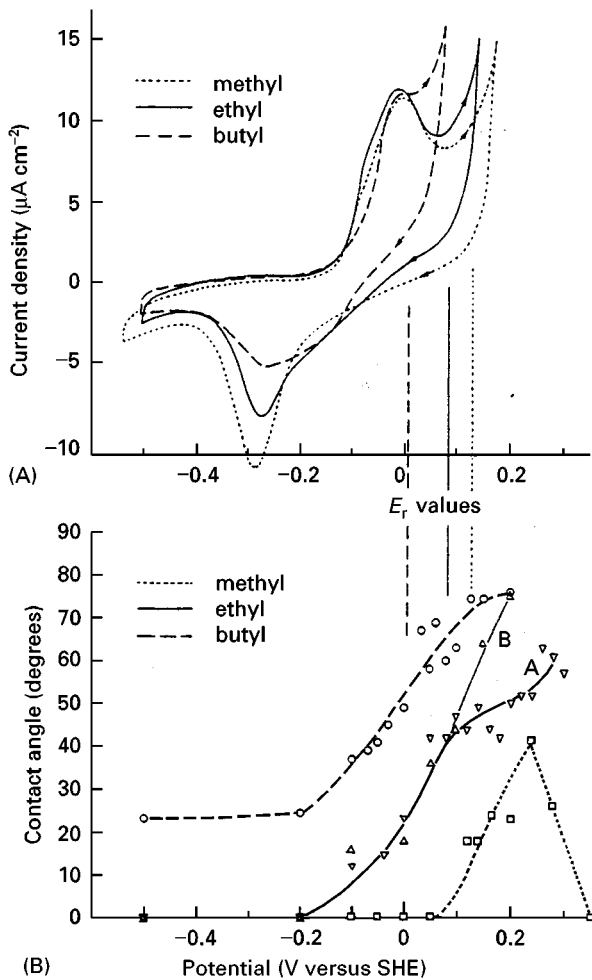 15
10
5
0
−5
−10
Current density (µA cm⁻²)
methyl
ethyl
butyl
−0.4
−0.2
0
0.2
(A)
E_r values
90
80
70
60
50
40
30
20
10
0
Contact angle (degrees)
methyl
ethyl
butyl
B
A
−0.4
−0.2
0
0.2
(B)
Potential (V versus SHE)